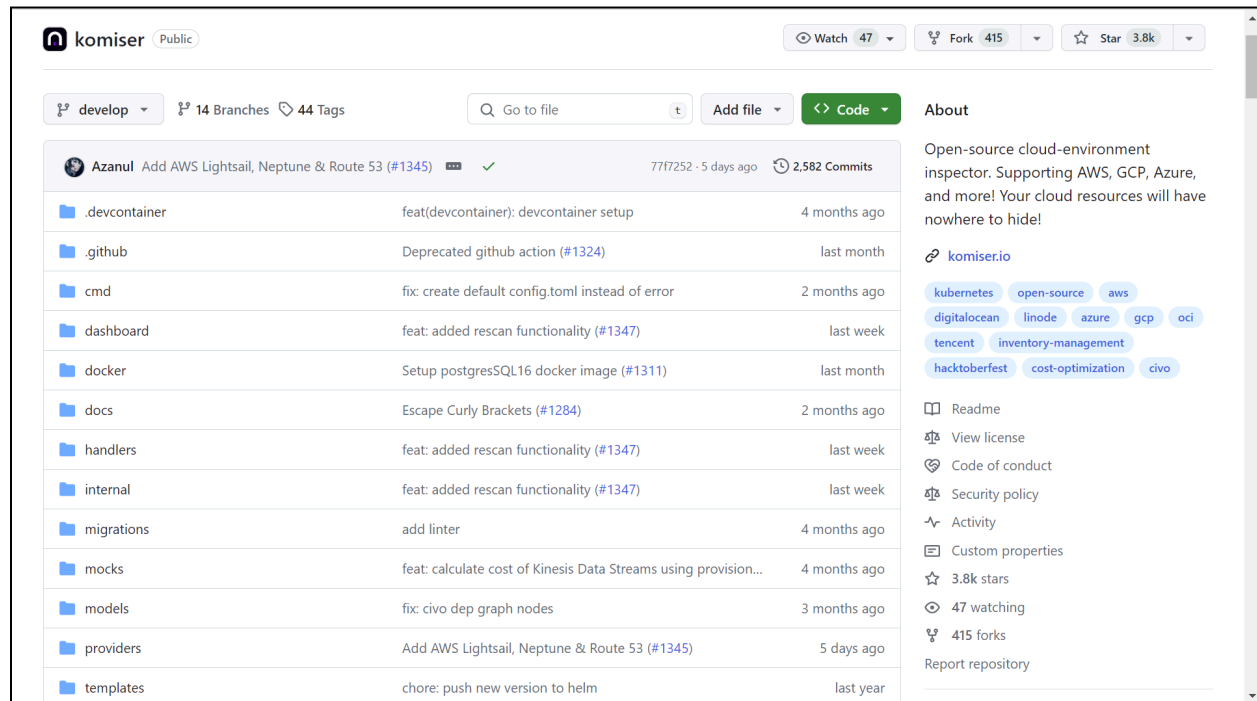 komiser Public
Watch 47 Fork 415 Star 3.8k
develop 14 Branches 44 Tags Go to file t Add file Code
Azanul Add AWS Lightsail, Neptune & Route 53 (#1345) 77f7252 · 5 days ago 2,582 Commits
.devcontainer feat(devcontainer): devcontainer setup 4 months ago
.github Deprecated github action (#1324) last month
cmd fix: create default config.toml instead of error 2 months ago
dashboard feat: added rescan functionality (#1347) last week
docker Setup postgresSQL16 docker image (#1311) last month
docs Escape Curly Brackets (#1284) 2 months ago
handlers feat: added rescan functionality (#1347) last week
internal feat: added rescan functionality (#1347) last week
migrations add linter 4 months ago
mocks feat: calculate cost of Kinesis Data Streams using provision... 4 months ago
models fix: civo dep graph nodes 3 months ago
providers Add AWS Lightsail, Neptune & Route 53 (#1345) 5 days ago
templates chore: push new version to helm last year
About
Open-source cloud-environment
inspector. Supporting AWS, GCP, Azure,
and more! Your cloud resources will have
nowhere to hide!
komiser.io
kubernetes open-source aws
digitalocean linode azure gcp oci
tencent inventory-management
hacktoberfest cost-optimization civo
Readme
View license
Code of conduct
Security policy
Activity
Custom properties
3.8k stars
47 watching
415 forks
Report repository